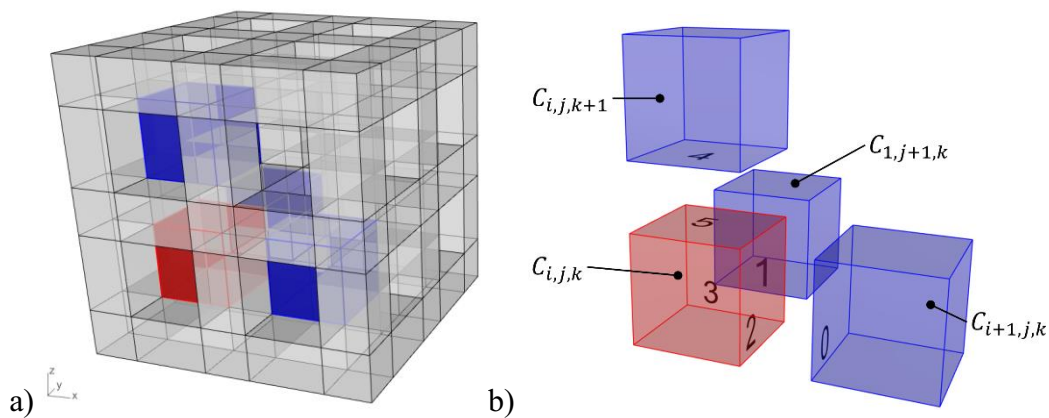 z
y
x
a)
b)
C_{i,j,k+1}
C_{1,j+1,k}
C_{i,j,k}
C_{i+1,j,k}
4
5
3
1
2
0